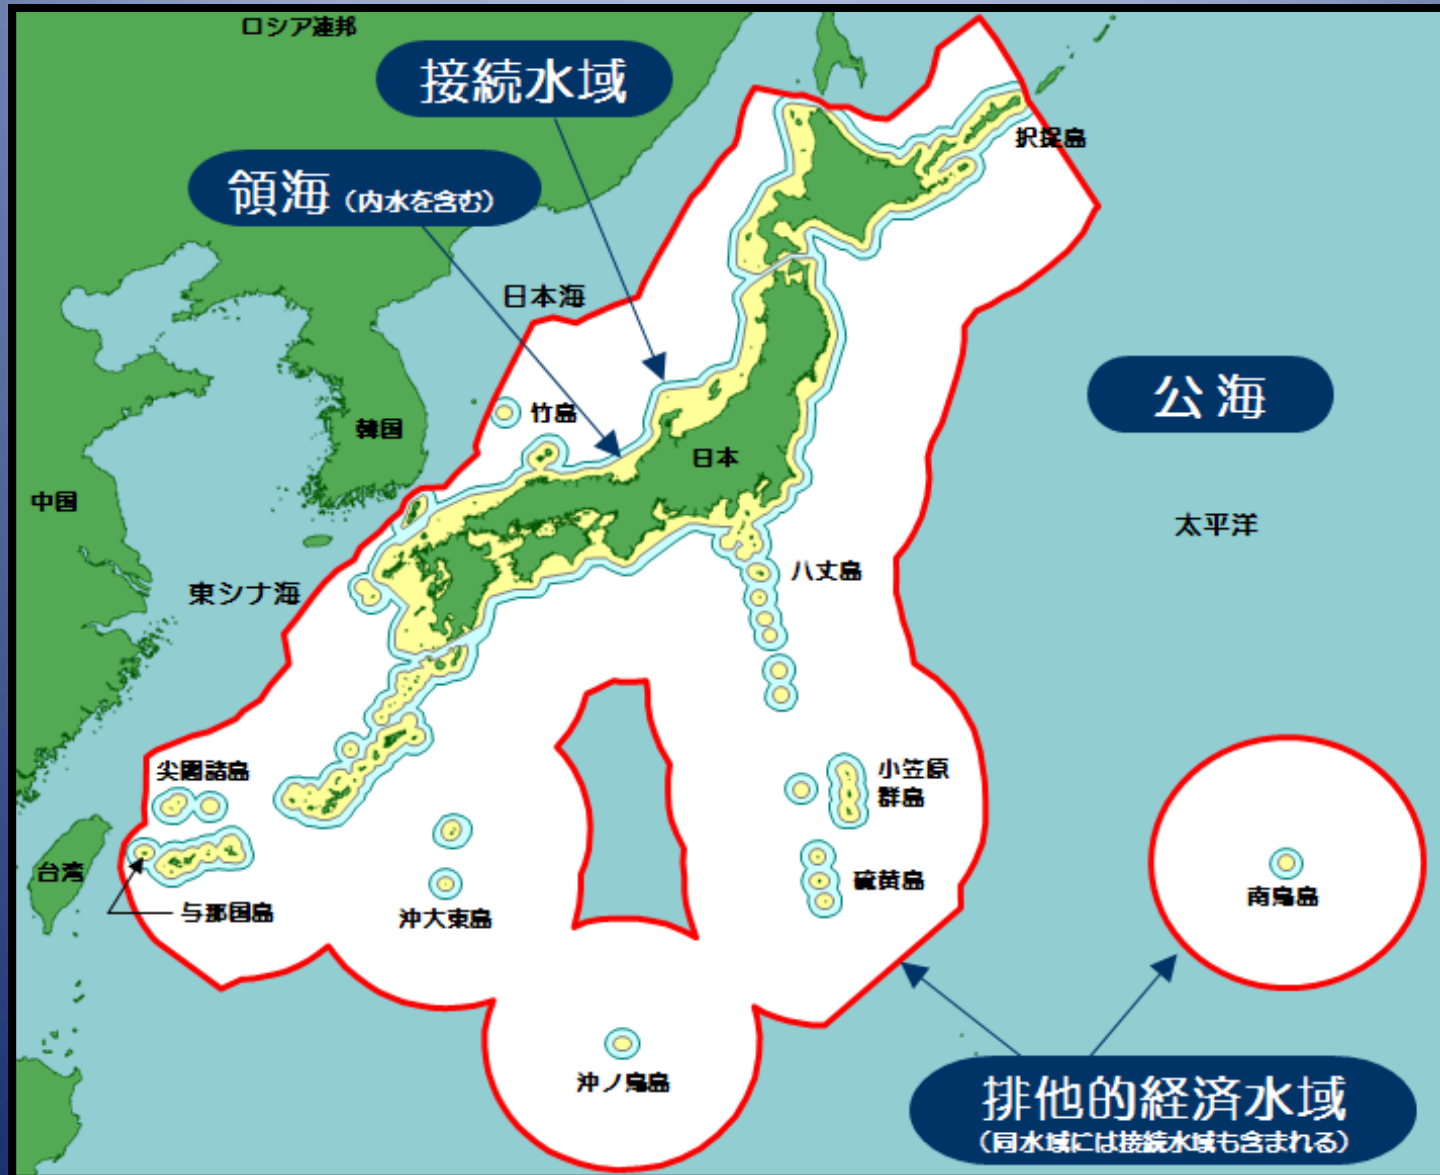 ロシア連邦
接続水域
択捉島
領海（内水を含む）
日本海
公海
竹島
韓国
日本
中国
太平洋
東シナ海
八丈島
尖閣諸島
小笠原
群島
台湾
硫黄島
与那国島
沖大東島
南鳥島
沖ノ鳥島
排他的経済水域
（同水域には接続水域も含まれる）